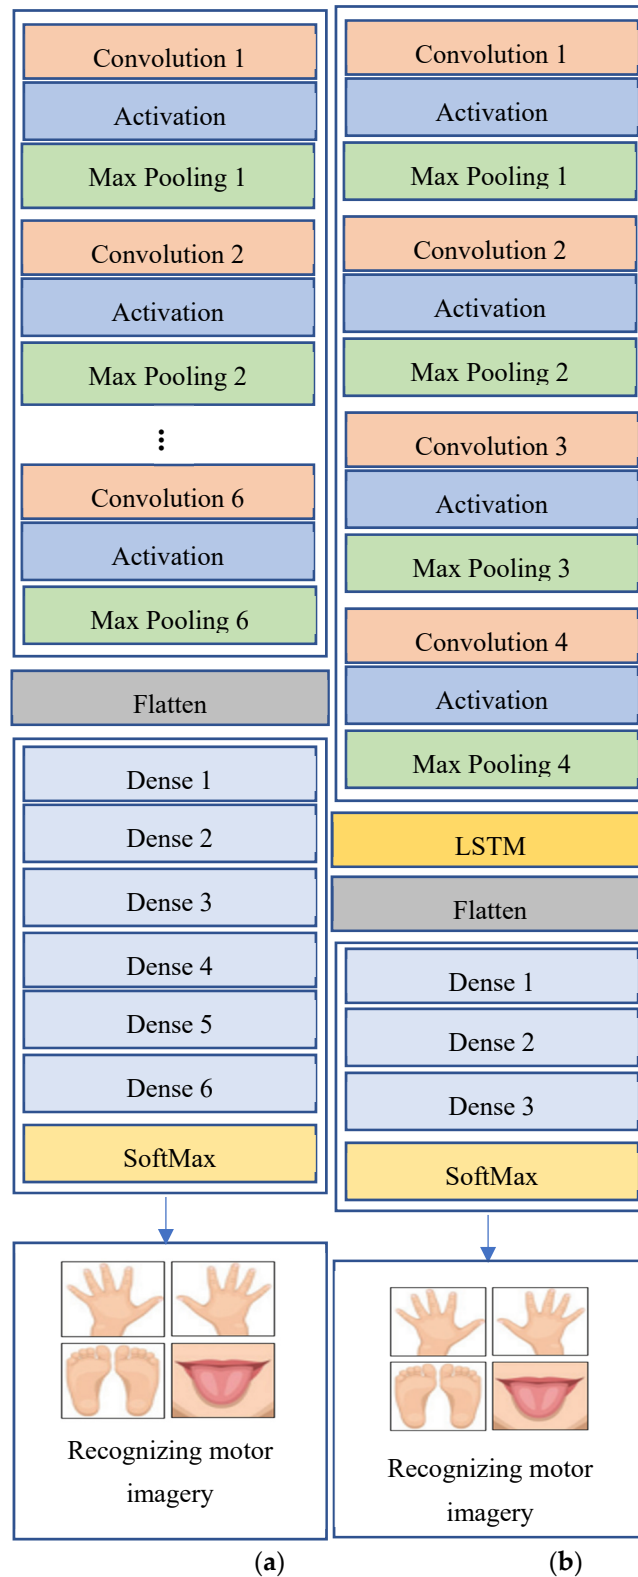 Convolution 1
Activation
Max Pooling 1
Convolution 2
Activation
Max Pooling 2
⋮
Convolution 6
Activation
Max Pooling 6
Flatten
Dense 1
Dense 2
Dense 3
Dense 4
Dense 5
Dense 6
SoftMax
Recognizing motor
imagery
(a)
Convolution 1
Activation
Max Pooling 1
Convolution 2
Activation
Max Pooling 2
Convolution 3
Activation
Max Pooling 3
Convolution 4
Activation
Max Pooling 4
LSTM
Flatten
Dense 1
Dense 2
Dense 3
SoftMax
Recognizing motor
imagery
(b)